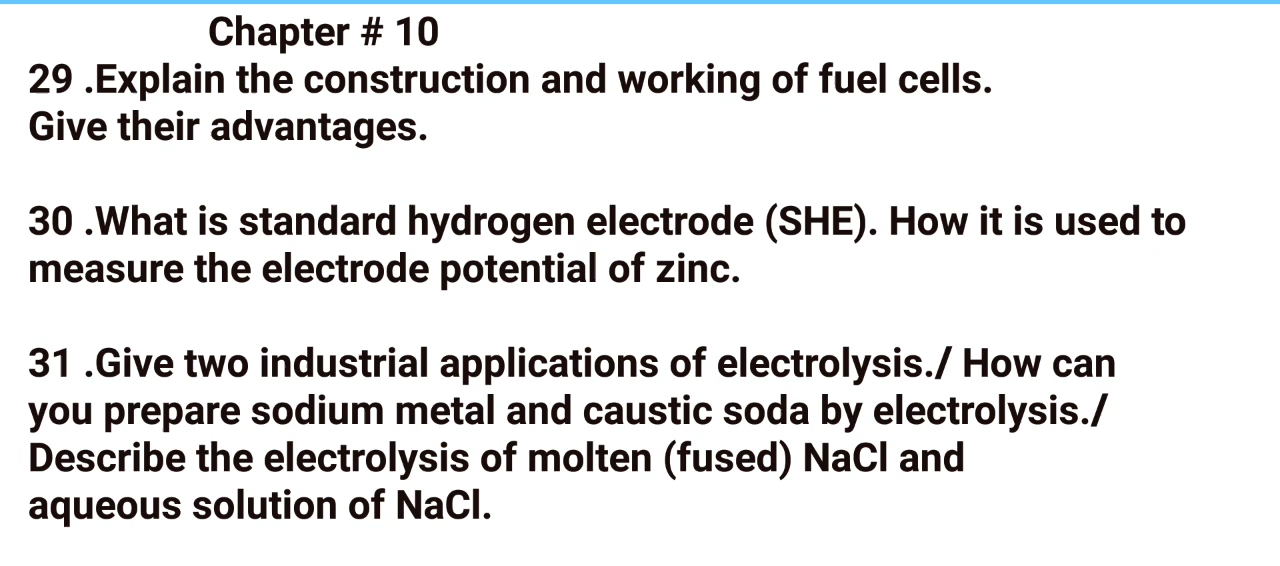 Chapter # 10
29 .Explain the construction and working of fuel cells.
Give their advantages.
30 .What is standard hydrogen electrode (SHE). How it is used to
measure the electrode potential of zinc.
31 .Give two industrial applications of electrolysis./ How can
you prepare sodium metal and caustic soda by electrolysis./
Describe the electrolysis of molten (fused) NaCl and
aqueous solution of NaCl.